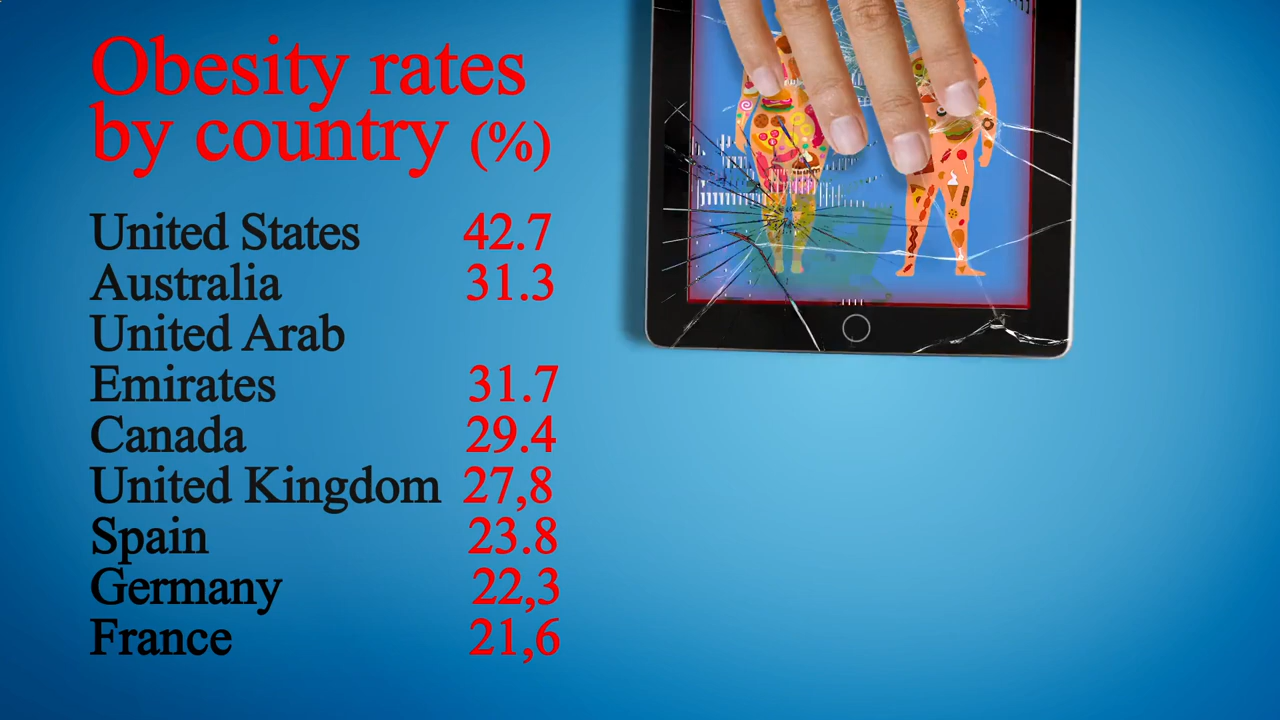 Obesity rates
by country (%)
United States 42.7
Australia 31.3
United Arab
Emirates 31.7
Canada 29.4
United Kingdom 27,8
Spain 23.8
Germany 22,3
France 21,6